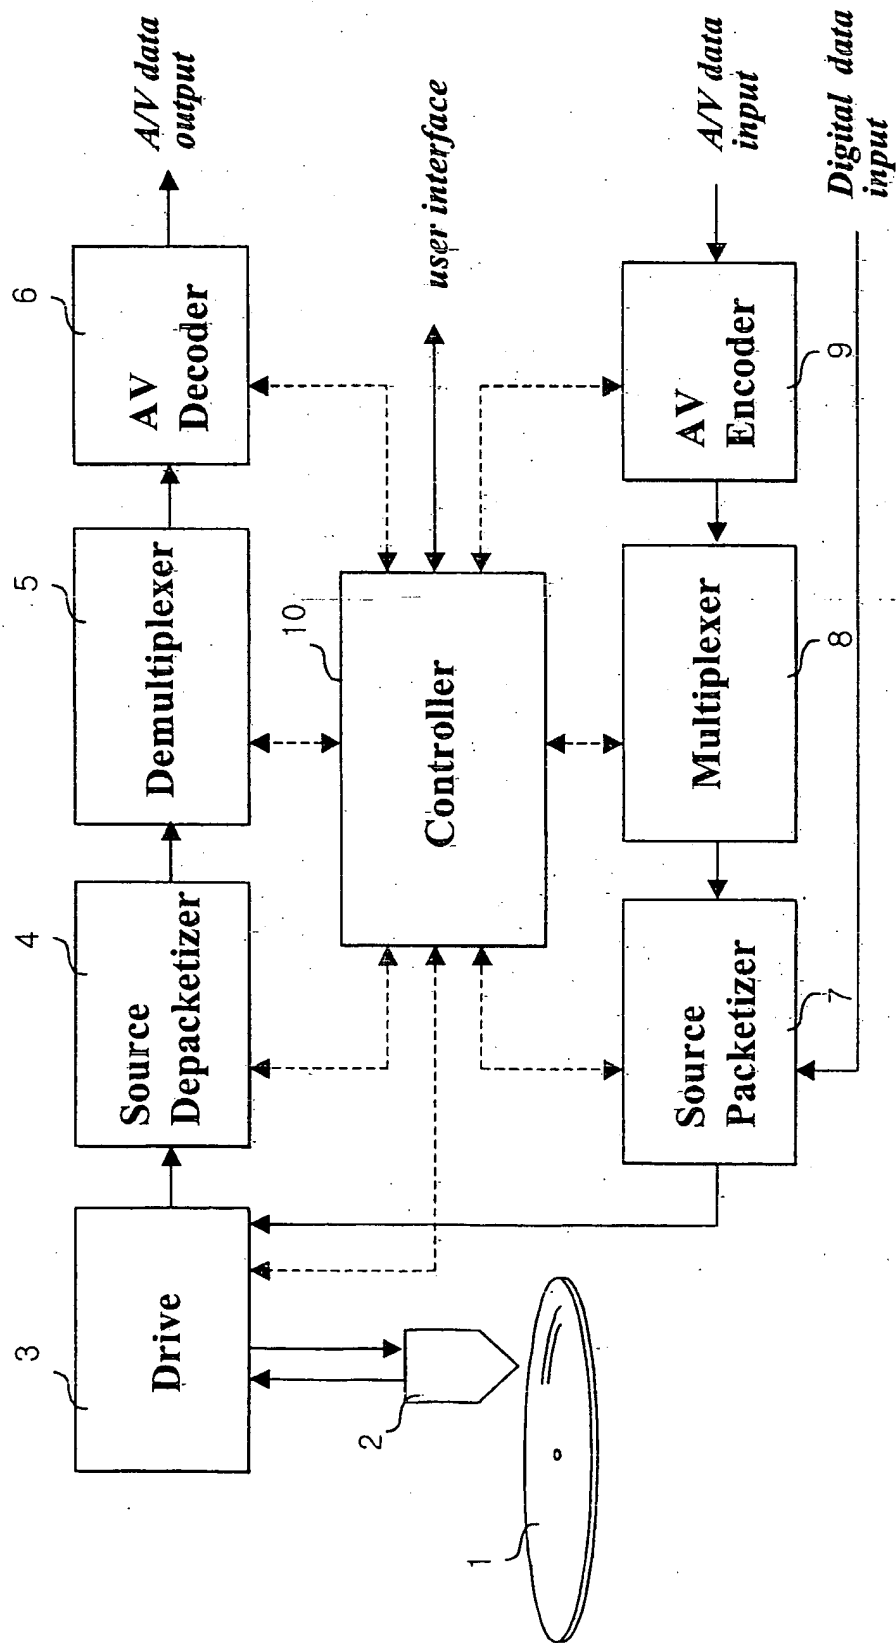 3
Drive
4
Source
Depacketizer
5
Demultiplexer
6
AV
Decoder
A/V data
output
2
1
10
Controller
user interface
Source
Packetizer
7
Multiplexer
8
AV
Encoder
9
A/V data
input
Digital data
input